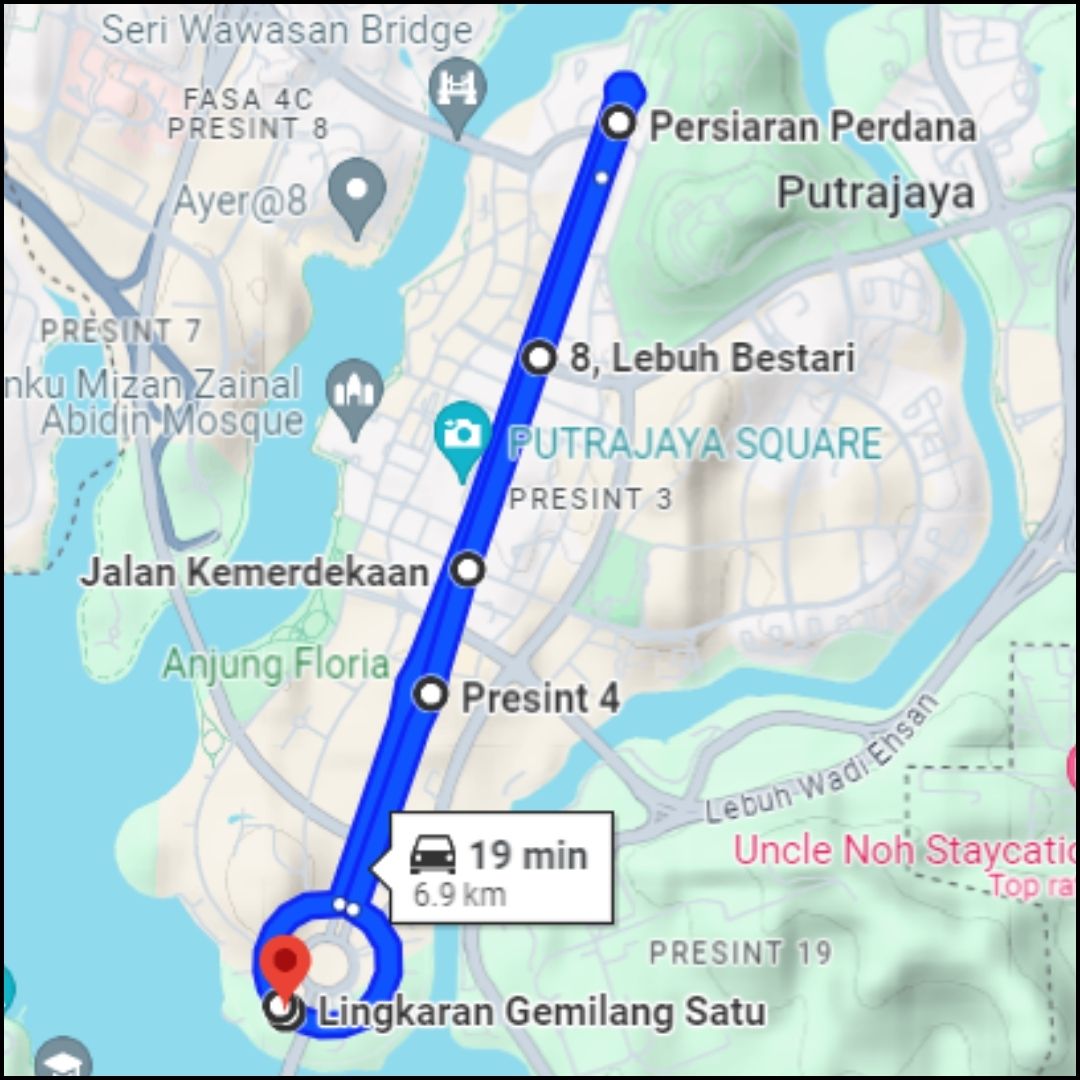 Seri Wawasan Bridge
FASA 4C
PRESINT 8
Persiaran Perdana
Ayer@8
Putrajaya
PRESINT 7
8, Lebuh Bestari
nku Mizan Zainal
Abidin Mosque
PUTRAJAYA SQUARE
PRESINT 3
Jalan Kemerdekaan
Anjung Floria
Presint 4
Lebuh Wadi Ehsan
19 min
6.9 km
Uncle Noh Staycatic
Top ra
PRESINT 19
Lingkaran Gemilang Satu